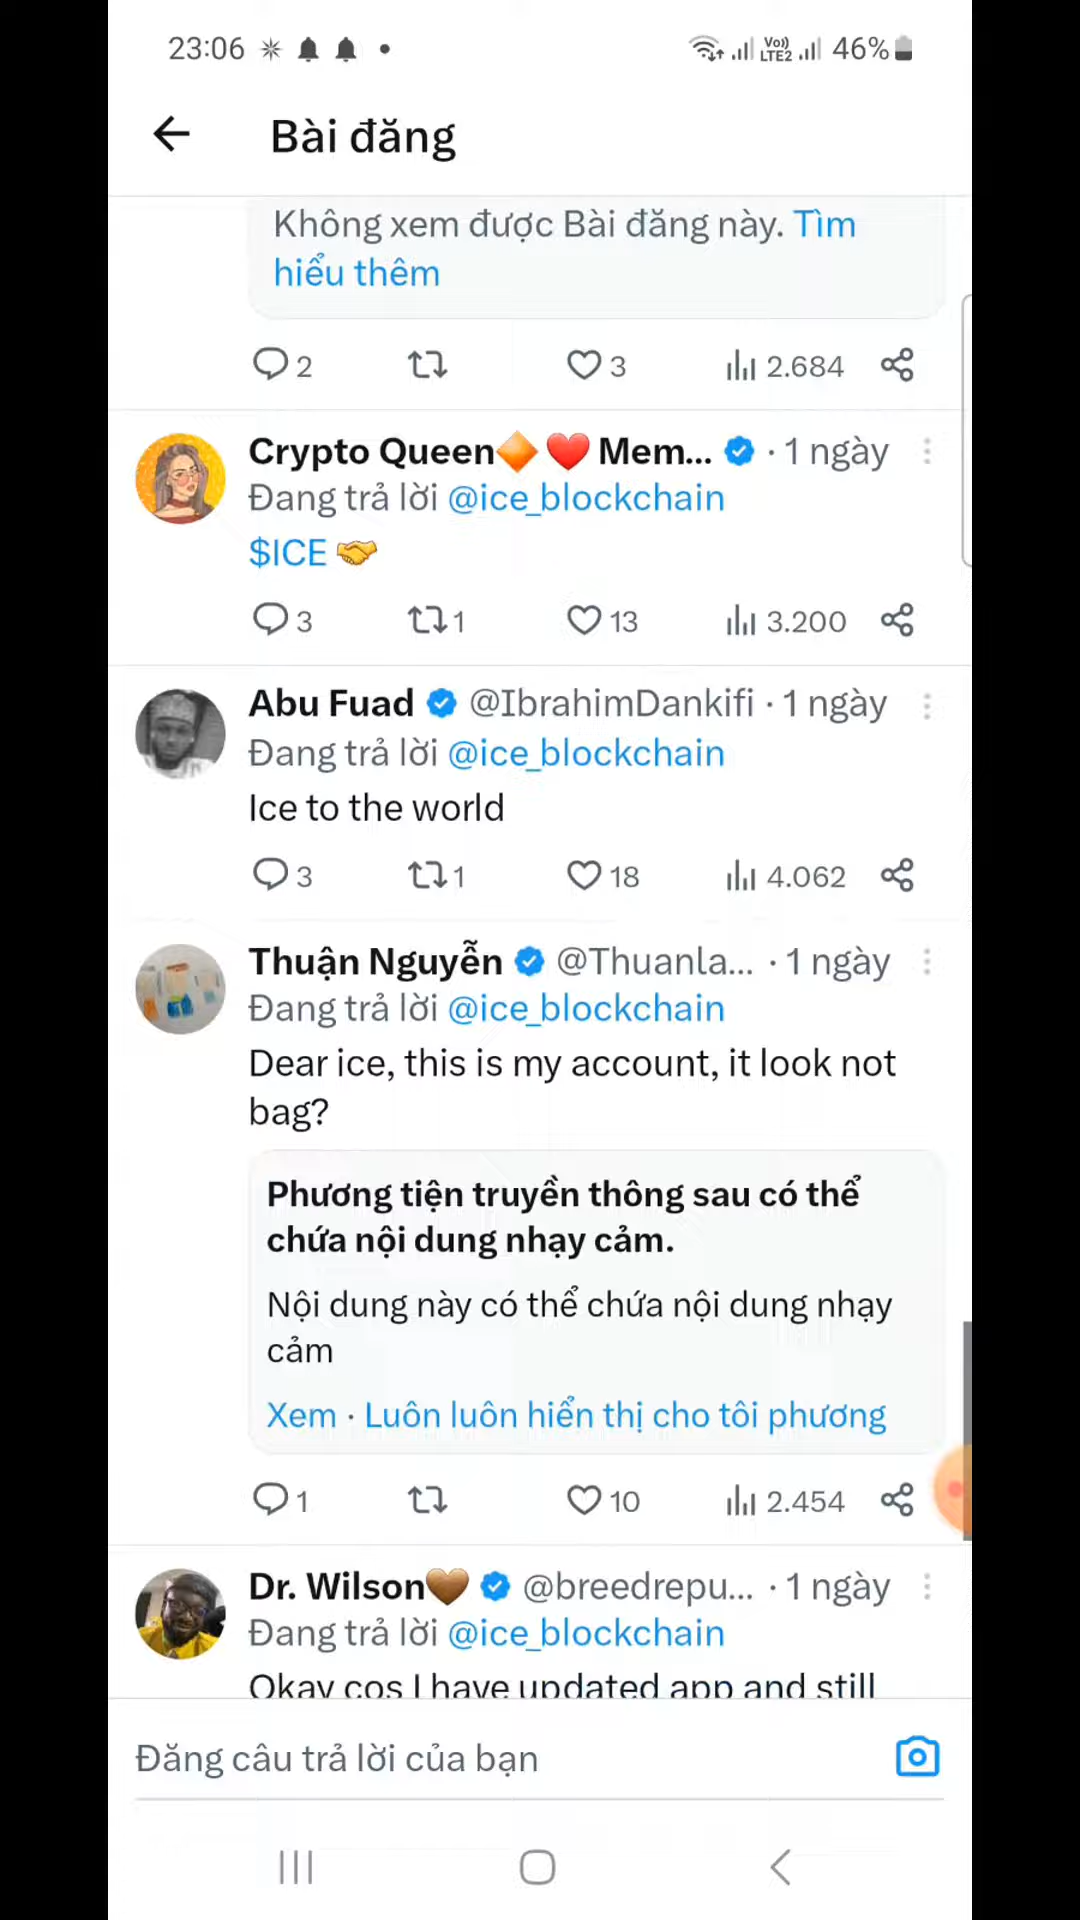 23:06 Vo)) LTE2 46%
Bài đăng
Không xem được Bài đăng này. Tìm
hiểu thêm
2 3 2.684
Crypto Queen🔶❤️ Mem... · 1 ngày
Đang trả lời @ice_blockchain
$ICE 🤝
3 1 13 3.200
Abu Fuad @IbrahimDankifi · 1 ngày
Đang trả lời @ice_blockchain
Ice to the world
3 1 18 4.062
Thuận Nguyễn @Thuanla... · 1 ngày
Đang trả lời @ice_blockchain
Dear ice, this is my account, it look not
bag?
Phương tiện truyền thông sau có thể
chứa nội dung nhạy cảm.
Nội dung này có thể chứa nội dung nhạy
cảm
Xem · Luôn luôn hiển thị cho tôi phương
1 10 2.454
Dr. Wilson🤎 @breedrepu... · 1 ngày
Đang trả lời @ice_blockchain
Okay cos I have updated app and still
Đăng câu trả lời của bạn